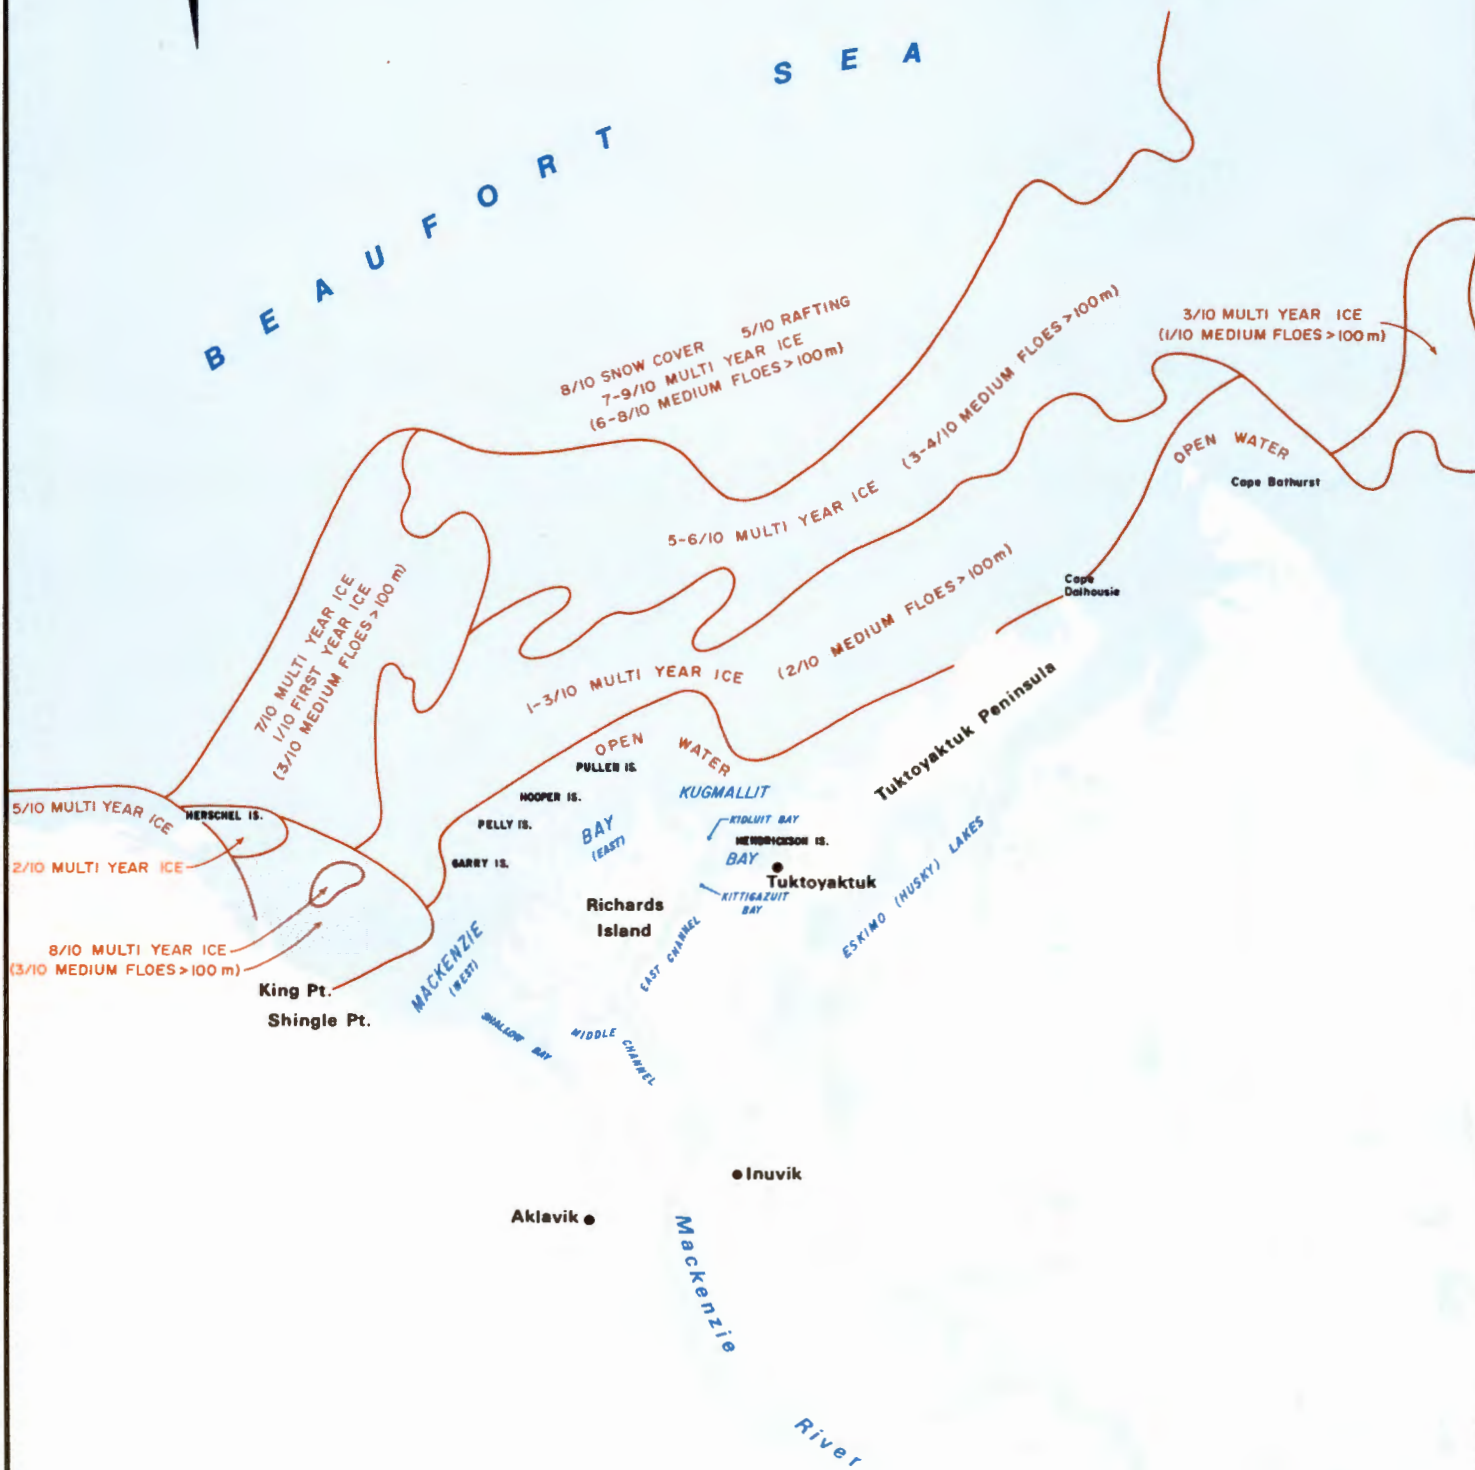 BEAUFORT SEA
8/10 SNOW COVER 5/10 RAFTING
7-9/10 MULTI YEAR ICE
(6-8/10 MEDIUM FLOES > 100m)
3/10 MULTI YEAR ICE
(1/10 MEDIUM FLOES > 100m)
5-6/10 MULTI YEAR ICE (3-4/10 MEDIUM FLOES > 100m)
OPEN WATER
Cape Bathurst
7/10 MULTI YEAR ICE
1/10 FIRST YEAR ICE
(3/10 MEDIUM FLOES > 100m)
Cape
Dalhousie
1-3/10 MULTI YEAR ICE (2/10 MEDIUM FLOES > 100m)
Tuktoyaktuk Peninsula
OPEN WATER
PULLEN IS.
HOOPER IS.
PELLY IS.
GARRY IS.
KUGMALLIT
BAY
KIDLUIT BAY
HENDRICKSON IS.
Tuktoyaktuk
KITTIGAZUIT
BAY
5/10 MULTI YEAR ICE
HERSCHEL IS.
2/10 MULTI YEAR ICE
8/10 MULTI YEAR ICE
(3/10 MEDIUM FLOES > 100m)
King Pt.
Shingle Pt.
MACKENZIE
(WEST)
BAY
(EAST)
Richards
Island
EAST CHANNEL
ESKIMO (HUSKY) LAKES
SHALLOW BAY
MIDDLE CHANNEL
Inuvik
Aklavik
Mackenzie
River